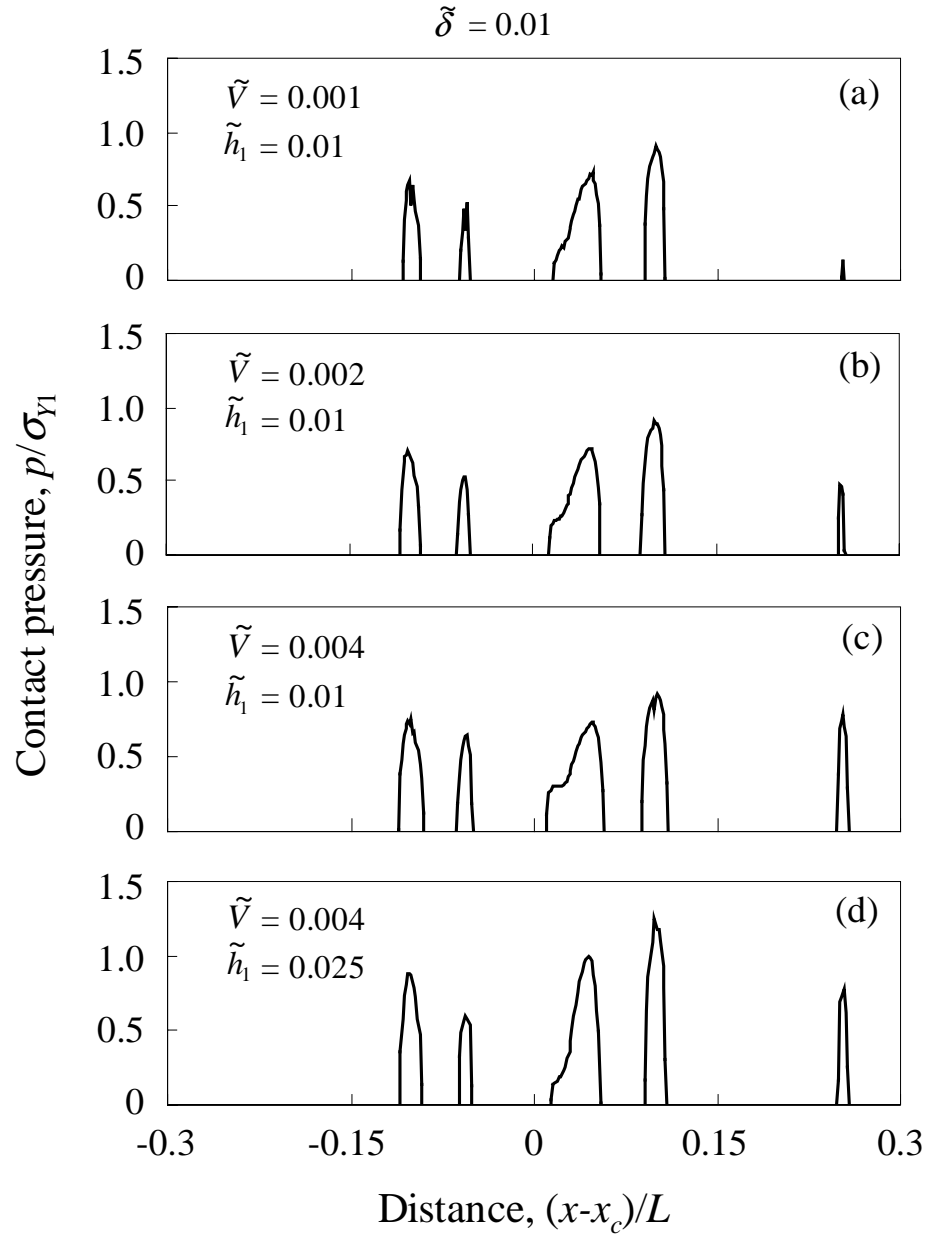 δ̃ = 0.01
1.5
Ṽ = 0.001
(a)
1.0
h̃₁ = 0.01
0.5
0
1.5
Ṽ = 0.002
(b)
1.0
h̃₁ = 0.01
0.5
0
Contact pressure, p/σY1
1.5
Ṽ = 0.004
(c)
1.0
h̃₁ = 0.01
0.5
0
1.5
Ṽ = 0.004
(d)
1.0
h̃₁ = 0.025
0.5
0
-0.3 -0.15 0 0.15 0.3
Distance, (x-xc)/L